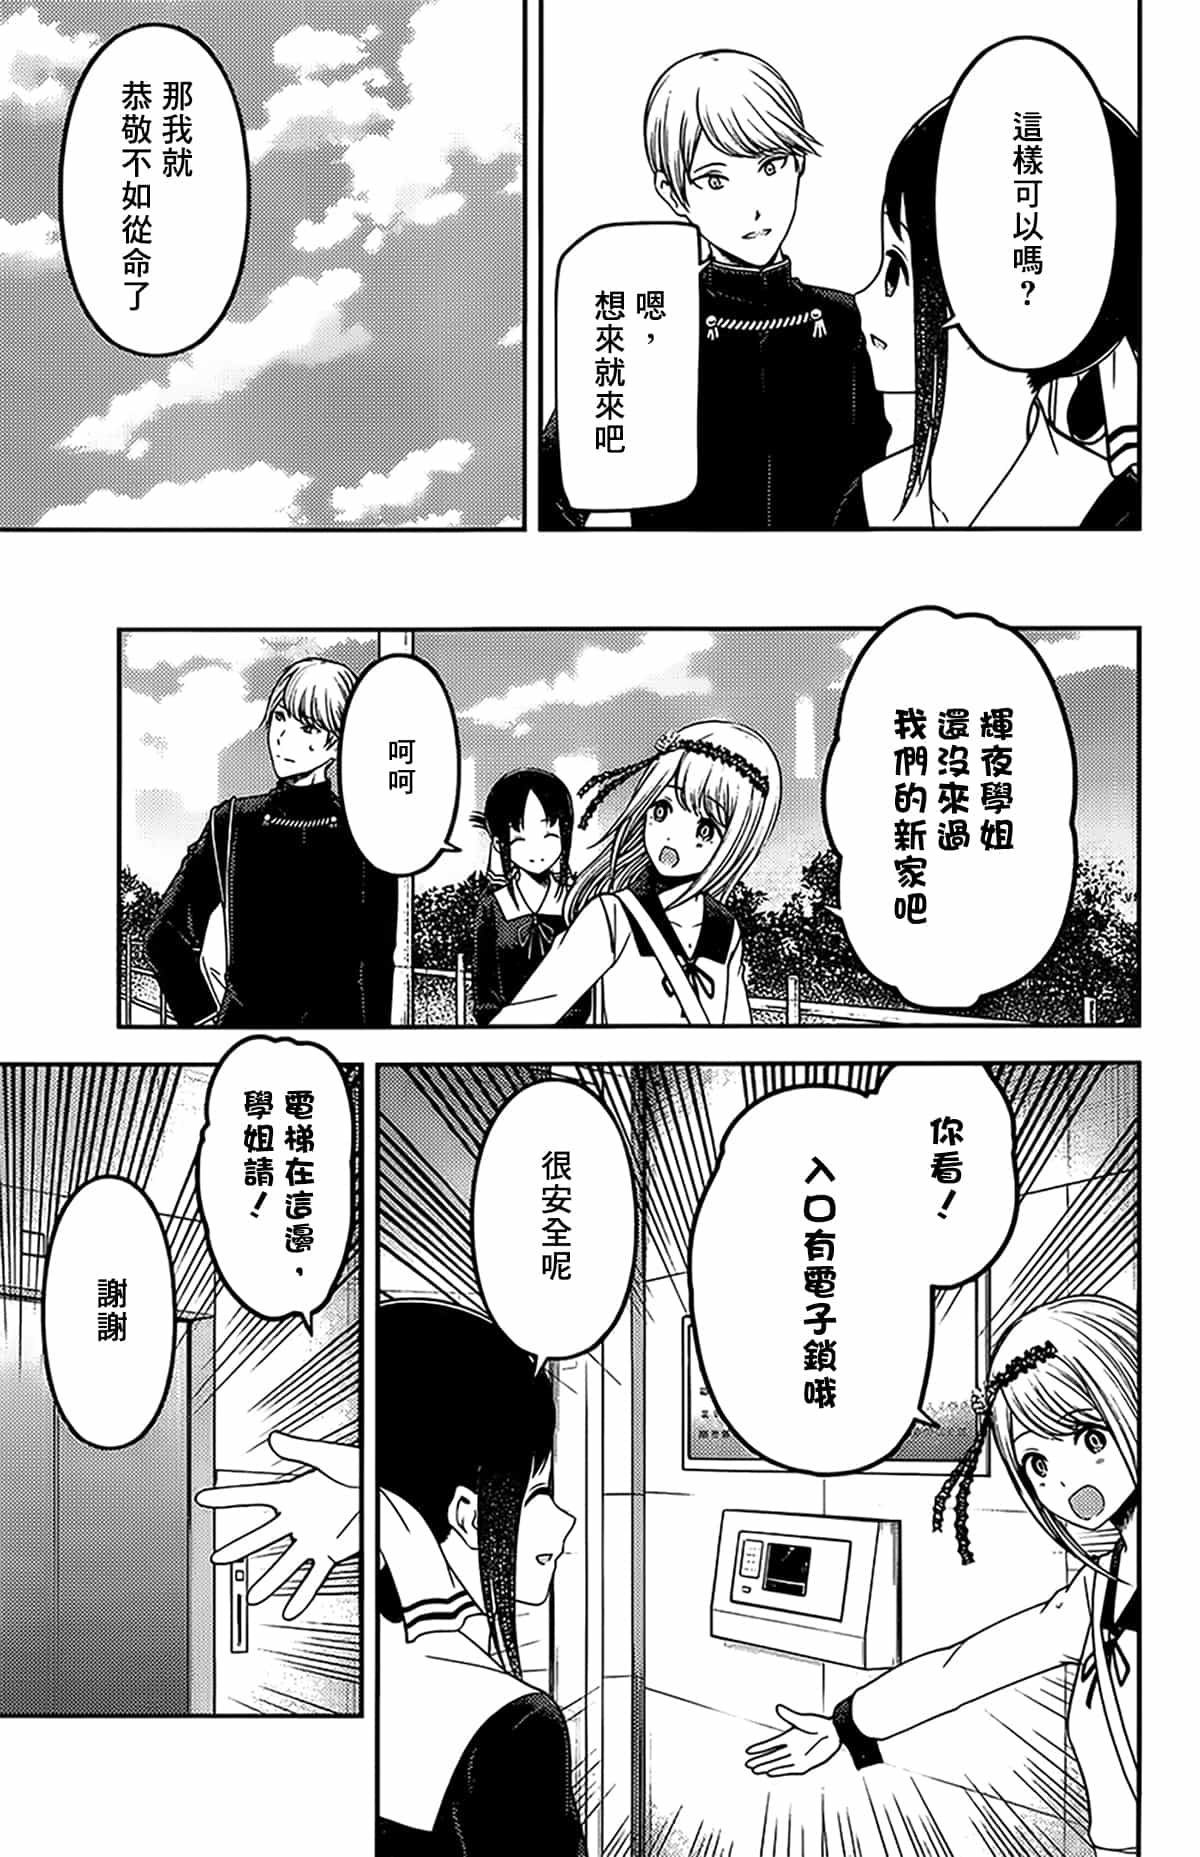 這樣可以嗎?
嗯，
想來就來吧
那我就
恭敬不如從命了
輝夜學姐
還沒來過
我們的新家吧
呵呵
你看！
入口有電子鎖哦
很安全呢
電梯在這邊，
學姐請！
謝謝